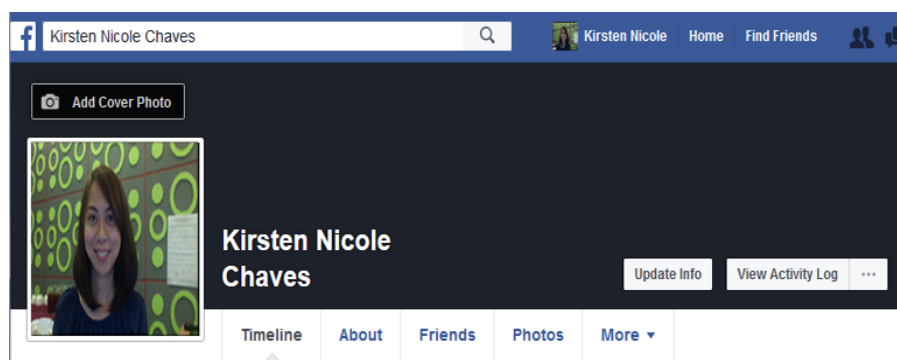 f Kirsten Nicole Chaves Kirsten Nicole Home Find Friends
Add Cover Photo
Kirsten Nicole
Chaves
Update Info View Activity Log ...
Timeline About Friends Photos More